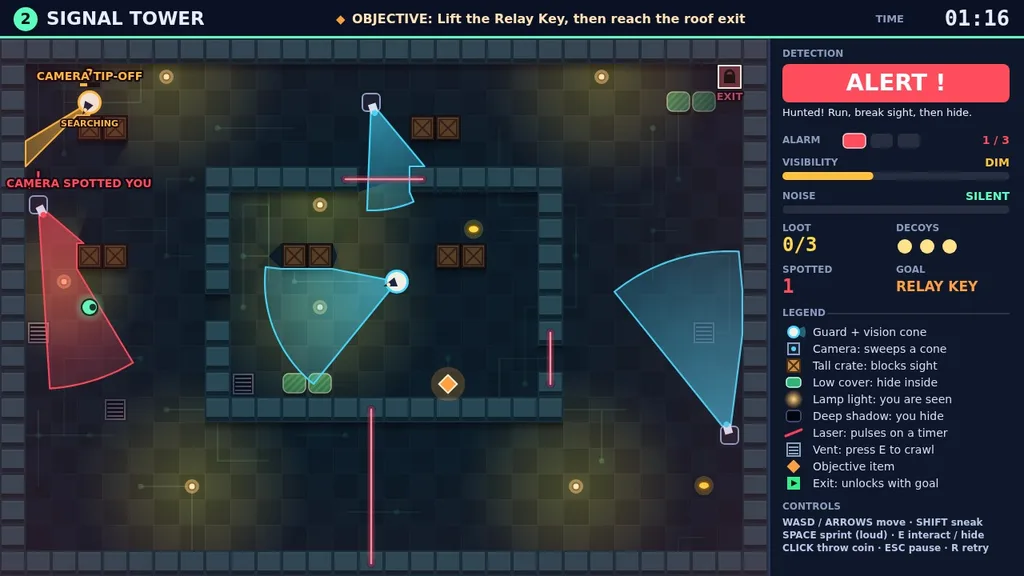 2 SIGNAL TOWER
◆ OBJECTIVE: Lift the Relay Key, then reach the roof exit
TIME 01:16
CAMERA TIP-OFF
SEARCHING
!
CAMERA SPOTTED YOU
EXIT
DETECTION
ALERT !
Hunted! Run, break sight, then hide.
ALARM 1 / 3
VISIBILITY DIM
NOISE SILENT
LOOT DECOYS
0/3
SPOTTED GOAL
1 RELAY KEY
LEGEND
Guard + vision cone
Camera: sweeps a cone
Tall crate: blocks sight
Low cover: hide inside
Lamp light: you are seen
Deep shadow: you hide
Laser: pulses on a timer
Vent: press E to crawl
Objective item
Exit: unlocks with goal
CONTROLS
WASD / ARROWS move · SHIFT sneak
SPACE sprint (loud) · E interact / hide
CLICK throw coin · ESC pause · R retry